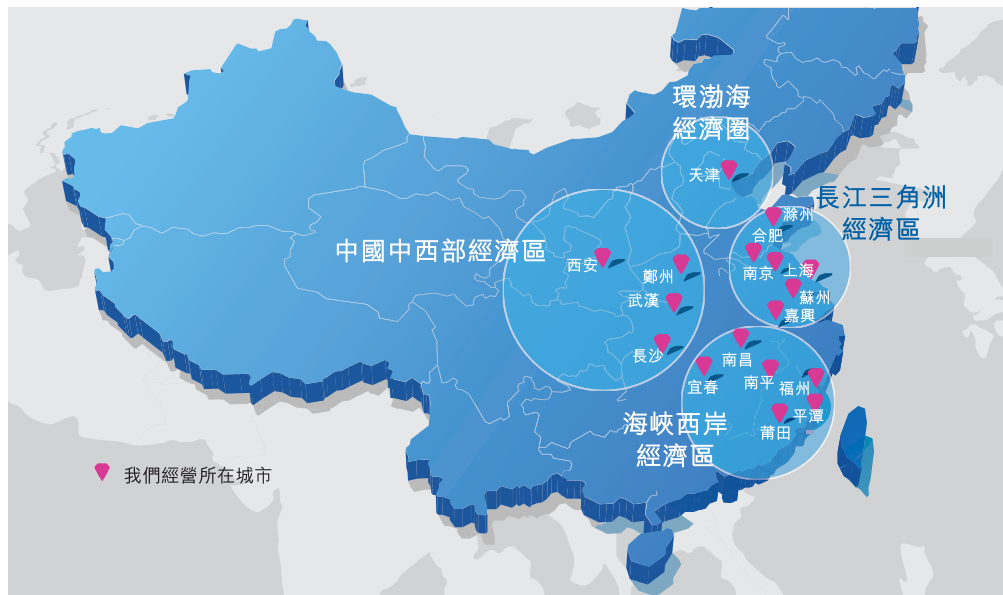 環渤海
經濟圈
天津
長江三角洲
經濟區
滁州
合肥
南京
上海
蘇州
嘉興
中國中西部經濟區
西安
鄭州
武漢
長沙
南昌
宜春
南平
福州
平潭
莆田
海峽西岸
經濟區
我們經營所在城市